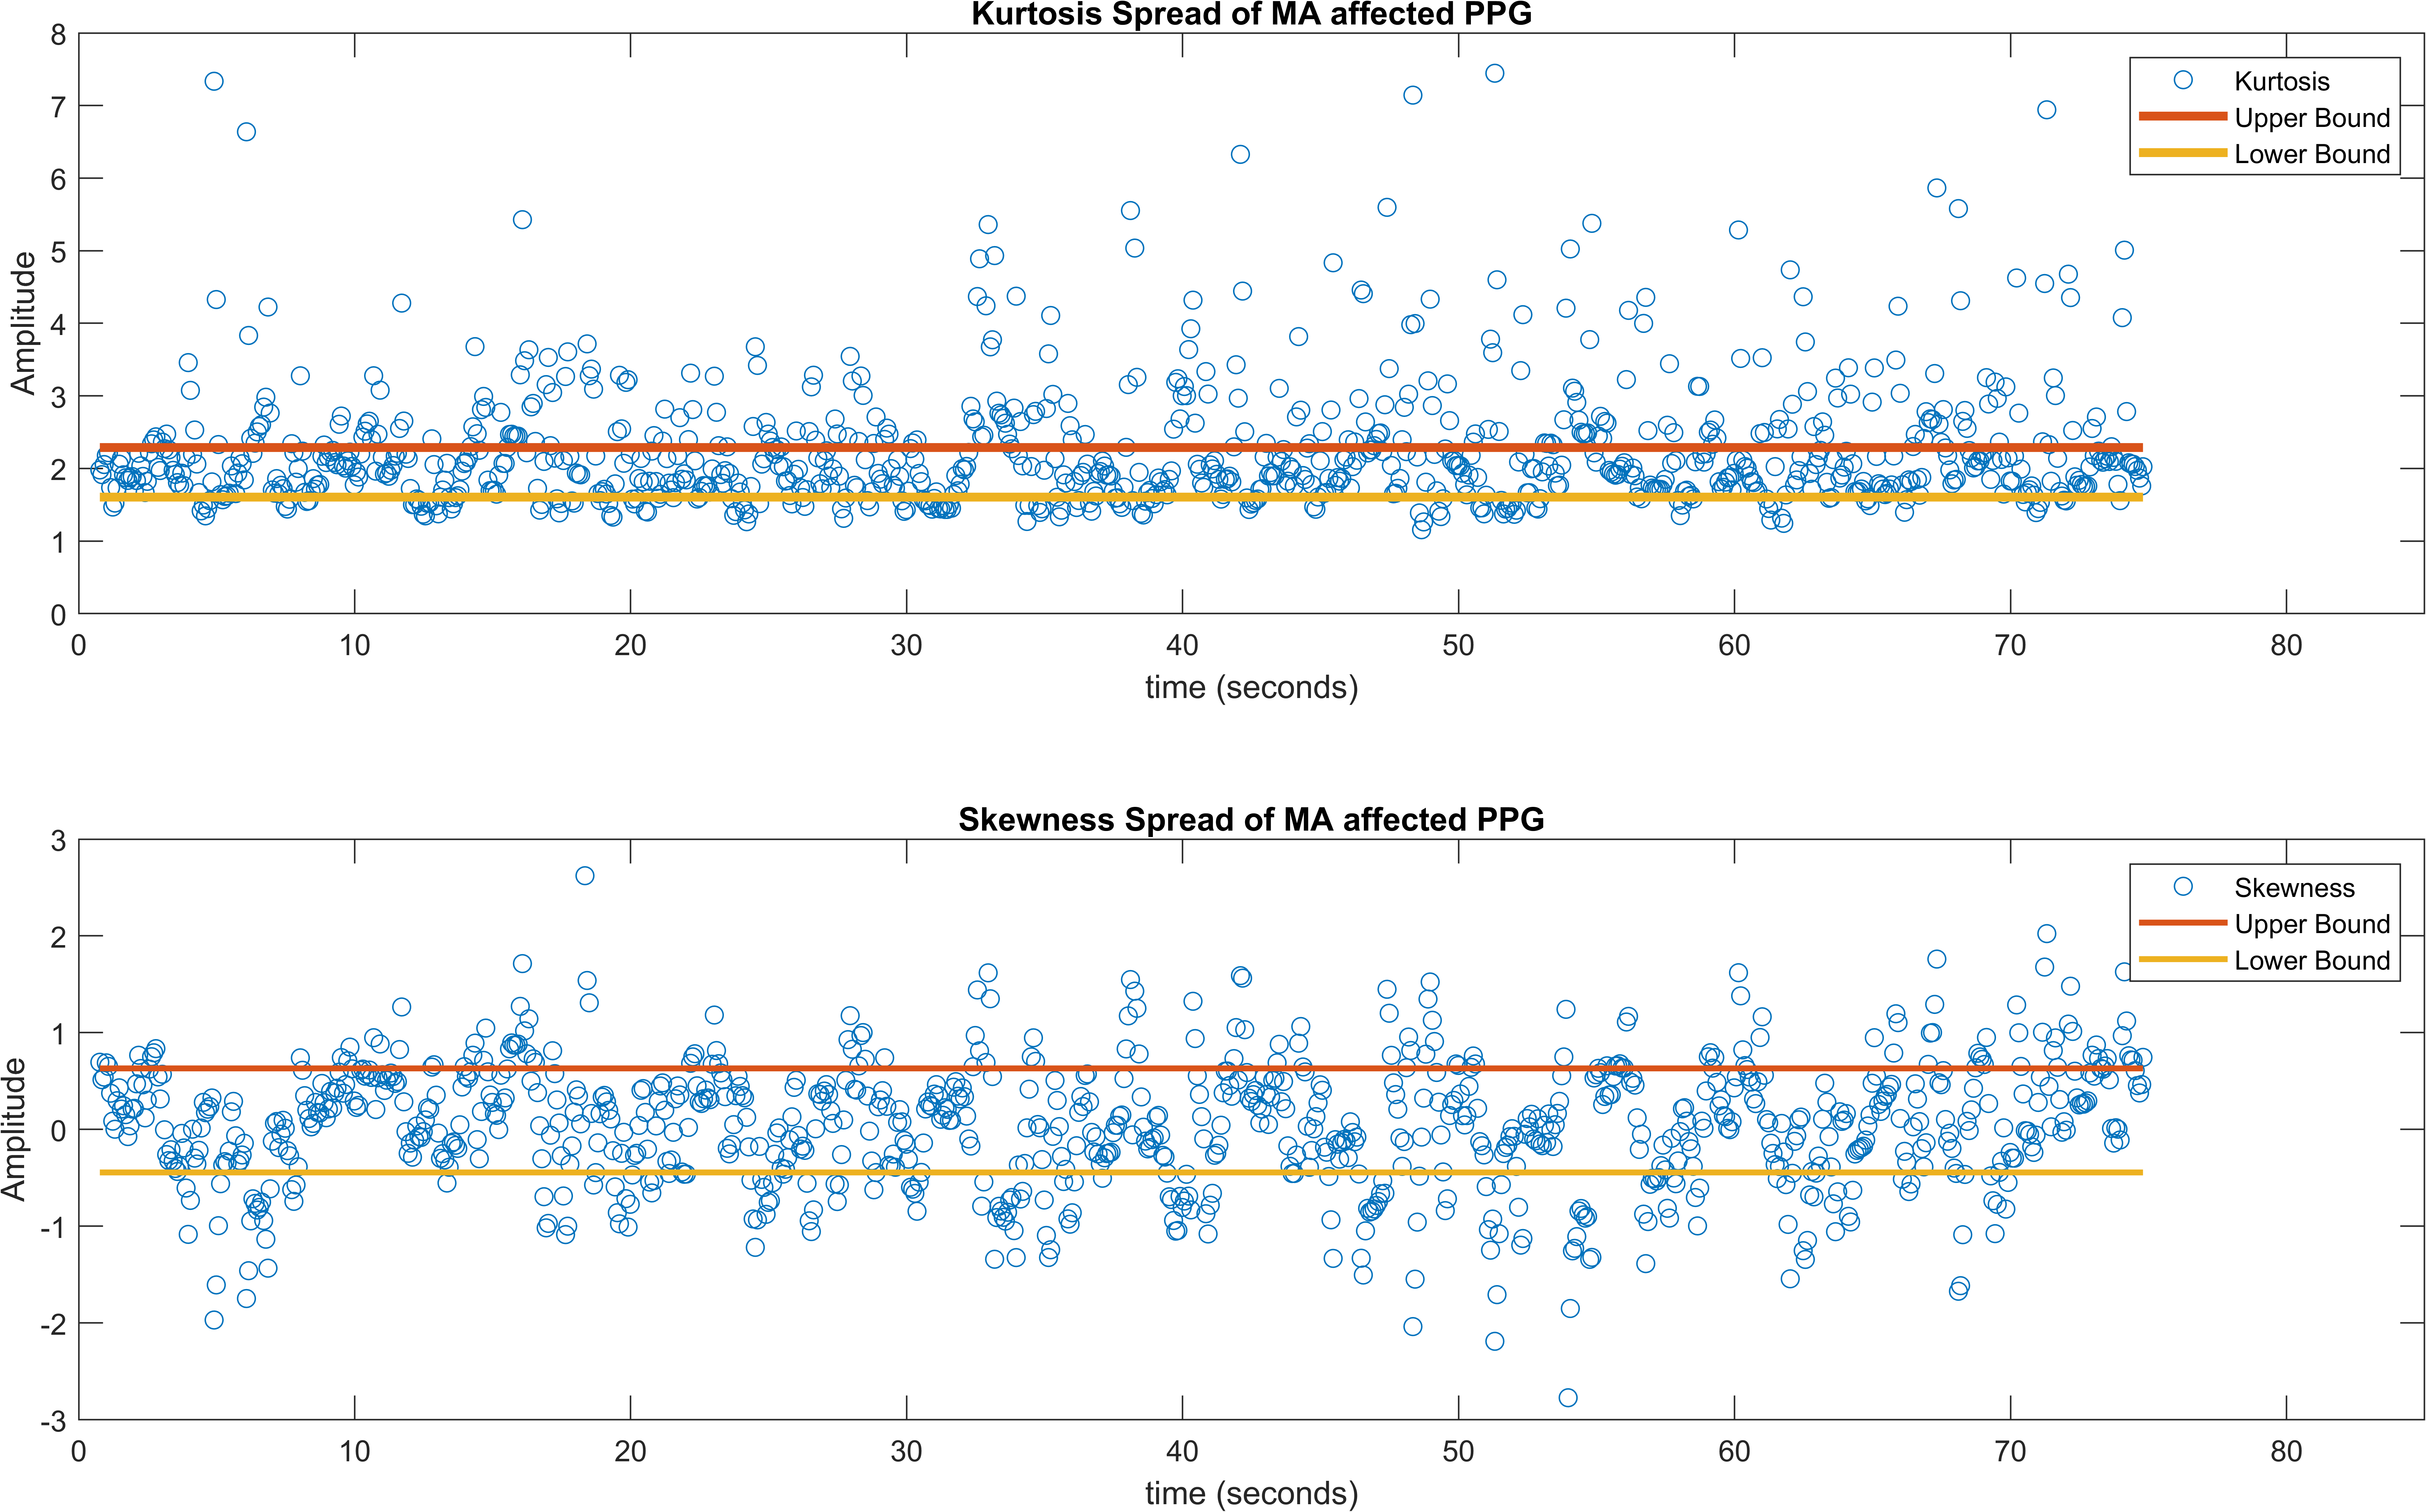 Kurtosis Spread of MA affected PPG
8
7
6
5
4
3
2
1
0
Amplitude
Kurtosis
Upper Bound
Lower Bound
0 10 20 30 40 50 60 70 80
time (seconds)
Skewness Spread of MA affected PPG
3
2
1
0
-1
-2
-3
Amplitude
Skewness
Upper Bound
Lower Bound
0 10 20 30 40 50 60 70 80
time (seconds)